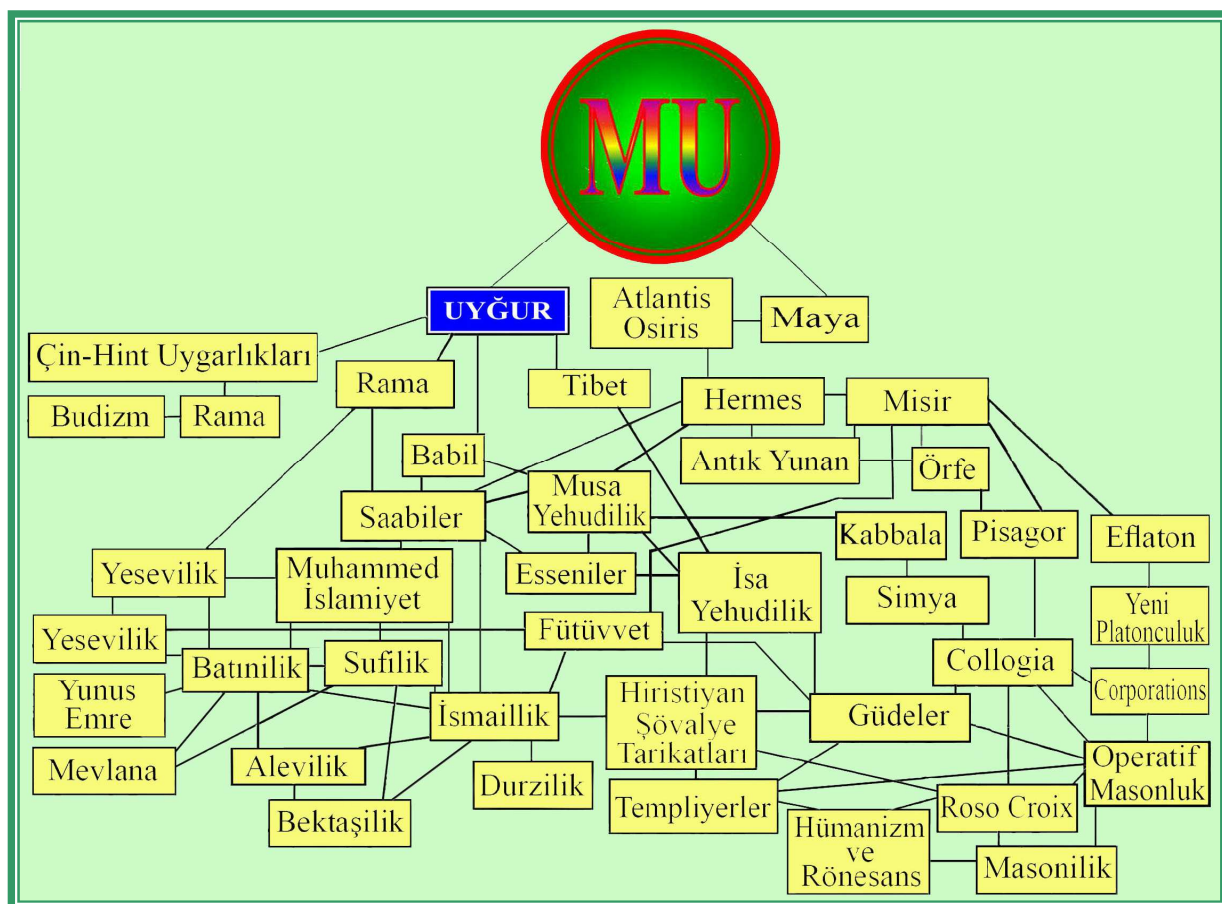 MU
UYĞUR
Atlantis
Osiris
Maya
Çin-Hint Uygarlıkları
Rama
Tibet
Hermes
Misir
Budizm
Rama
Babil
Antık Yunan
Örfe
Musa
Yehudilik
Saabiler
Kabbala
Pisagor
Eflaton
Yesevilik
Muhammed
İslamiyet
Esseniler
İsa
Yehudilik
Simya
Yeni
Platonculuk
Yesevilik
Fütüvvet
Batınilik
Sufilik
Collogia
Corporations
Yunus
Emre
İsmaillik
Hiristiyan
Şövalye
Tarikatları
Güdeler
Mevlana
Alevilik
Durzilik
Operatif
Masonluk
Bektaşilik
Templiyerler
Roso Croix
Hümanizm
ve
Rönesans
Masonilik